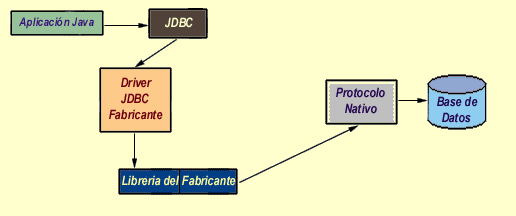 Aplicación Java
JDBC
Driver
JDBC
Fabricante
Libreria del Fabricante
Protocolo
Nativo
Base de
Datos